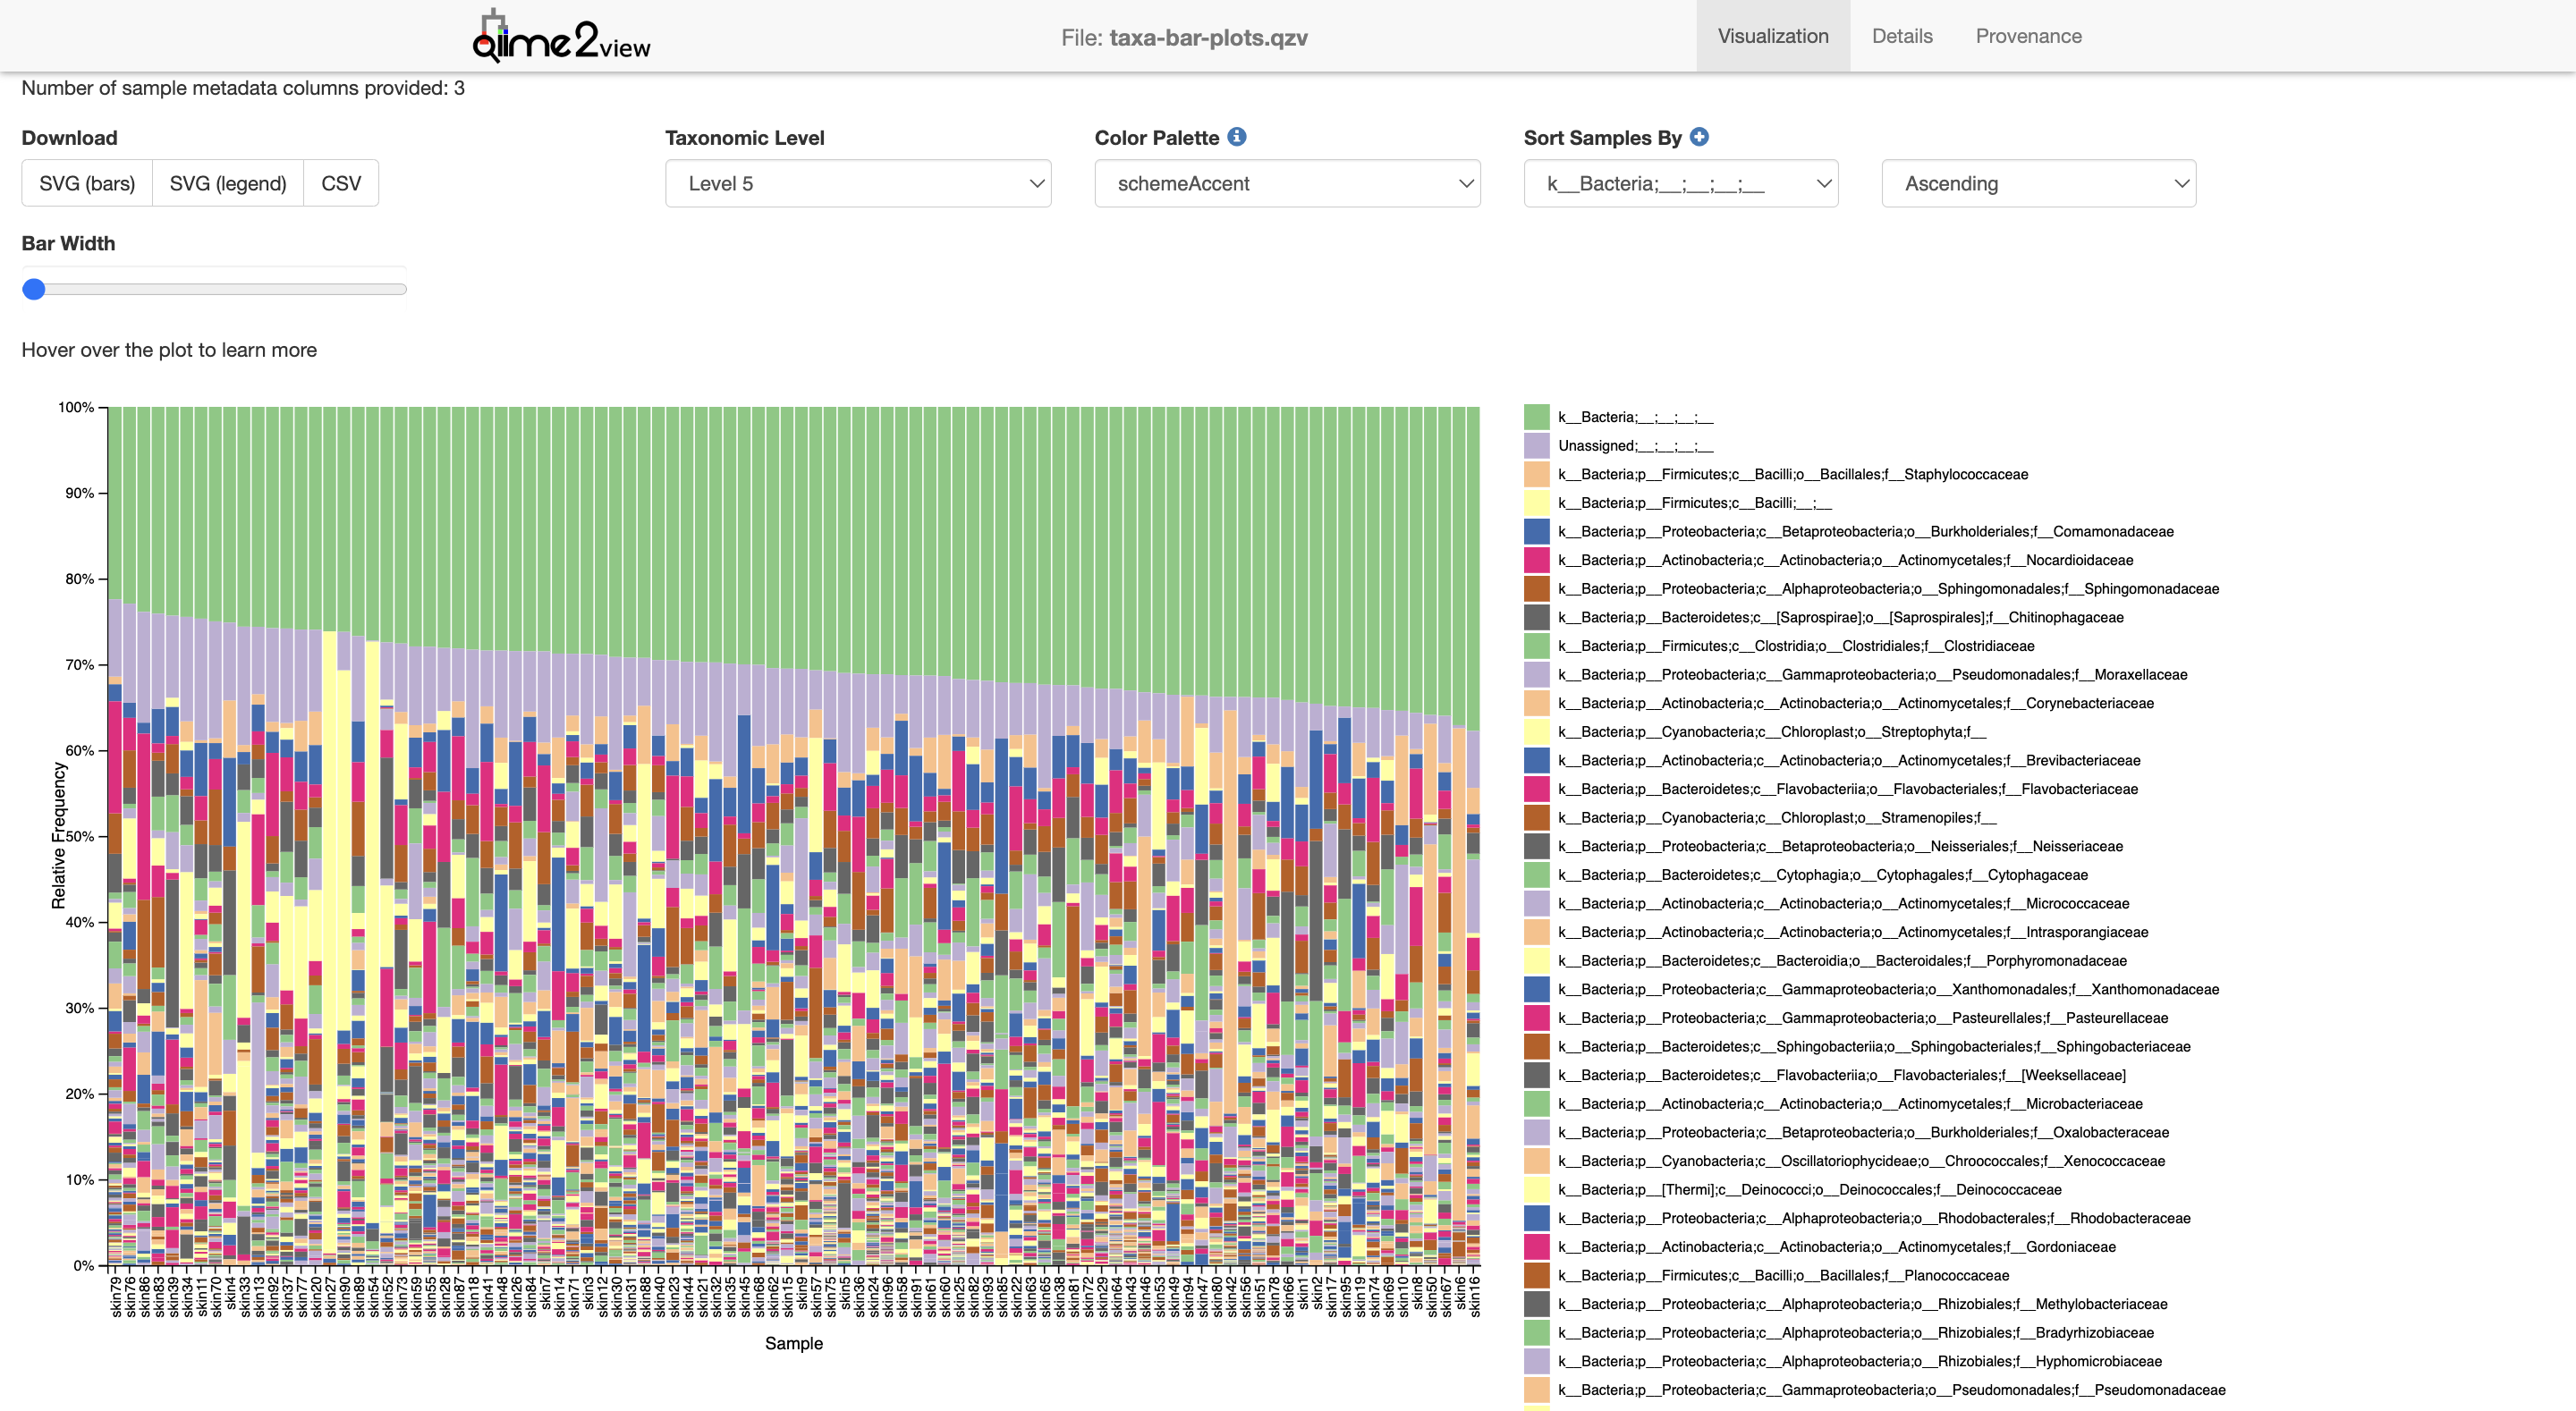 qiime2view
File: taxa-bar-plots.qzv
Visualization
Details
Provenance
Number of sample metadata columns provided: 3
Download
SVG (bars)
SVG (legend)
CSV
Taxonomic Level
Level 5
Color Palette
schemeAccent
Sort Samples By
k__Bacteria;__;__;__;__
Ascending
Bar Width
Hover over the plot to learn more
100%
90%
80%
70%
60%
50%
40%
30%
20%
10%
0%
Relative Frequency
skin79 skin76 skin86 skin83 skin39 skin34 skin11 skin70 skin4 skin33 skin13 skin92 skin37 skin77 skin20 skin27 skin90 skin89 skin54 skin52 skin73 skin59 skin55 skin28 skin87 skin18 skin41 skin48 skin26 skin84 skin7 skin14 skin71 skin3 skin12 skin30 skin31 skin88 skin40 skin23 skin44 skin21 skin32 skin35 skin45 skin68 skin62 skin15 skin9 skin57 skin75 skin5 skin36 skin24 skin96 skin58 skin91 skin61 skin60 skin25 skin82 skin93 skin85 skin22 skin63 skin65 skin38 skin81 skin72 skin29 skin64 skin43 skin46 skin53 skin49 skin94 skin47 skin80 skin42 skin56 skin51 skin78 skin66 skin1 skin2 skin17 skin95 skin19 skin74 skin69 skin10 skin8 skin50 skin67 skin6 skin16
Sample
k__Bacteria;__;__;__;__
Unassigned;__;__;__;__
k__Bacteria;p__Firmicutes;c__Bacilli;o__Bacillales;f__Staphylococcaceae
k__Bacteria;p__Firmicutes;c__Bacilli;__;__
k__Bacteria;p__Proteobacteria;c__Betaproteobacteria;o__Burkholderiales;f__Comamonadaceae
k__Bacteria;p__Actinobacteria;c__Actinobacteria;o__Actinomycetales;f__Nocardioidaceae
k__Bacteria;p__Proteobacteria;c__Alphaproteobacteria;o__Sphingomonadales;f__Sphingomonadaceae
k__Bacteria;p__Bacteroidetes;c__[Saprospirae];o__[Saprospirales];f__Chitinophagaceae
k__Bacteria;p__Firmicutes;c__Clostridia;o__Clostridiales;f__Clostridiaceae
k__Bacteria;p__Proteobacteria;c__Gammaproteobacteria;o__Pseudomonadales;f__Moraxellaceae
k__Bacteria;p__Actinobacteria;c__Actinobacteria;o__Actinomycetales;f__Corynebacteriaceae
k__Bacteria;p__Cyanobacteria;c__Chloroplast;o__Streptophyta;f__
k__Bacteria;p__Actinobacteria;c__Actinobacteria;o__Actinomycetales;f__Brevibacteriaceae
k__Bacteria;p__Bacteroidetes;c__Flavobacteriia;o__Flavobacteriales;f__Flavobacteriaceae
k__Bacteria;p__Cyanobacteria;c__Chloroplast;o__Stramenopiles;f__
k__Bacteria;p__Proteobacteria;c__Betaproteobacteria;o__Neisseriales;f__Neisseriaceae
k__Bacteria;p__Bacteroidetes;c__Cytophagia;o__Cytophagales;f__Cytophagaceae
k__Bacteria;p__Actinobacteria;c__Actinobacteria;o__Actinomycetales;f__Micrococcaceae
k__Bacteria;p__Actinobacteria;c__Actinobacteria;o__Actinomycetales;f__Intrasporangiaceae
k__Bacteria;p__Bacteroidetes;c__Bacteroidia;o__Bacteroidales;f__Porphyromonadaceae
k__Bacteria;p__Proteobacteria;c__Gammaproteobacteria;o__Xanthomonadales;f__Xanthomonadaceae
k__Bacteria;p__Proteobacteria;c__Gammaproteobacteria;o__Pasteurellales;f__Pasteurellaceae
k__Bacteria;p__Bacteroidetes;c__Sphingobacteriia;o__Sphingobacteriales;f__Sphingobacteriaceae
k__Bacteria;p__Bacteroidetes;c__Flavobacteriia;o__Flavobacteriales;f__[Weeksellaceae]
k__Bacteria;p__Actinobacteria;c__Actinobacteria;o__Actinomycetales;f__Microbacteriaceae
k__Bacteria;p__Proteobacteria;c__Betaproteobacteria;o__Burkholderiales;f__Oxalobacteraceae
k__Bacteria;p__Cyanobacteria;c__Oscillatoriophycideae;o__Chroococcales;f__Xenococcaceae
k__Bacteria;p__[Thermi];c__Deinococci;o__Deinococcales;f__Deinococcaceae
k__Bacteria;p__Proteobacteria;c__Alphaproteobacteria;o__Rhodobacterales;f__Rhodobacteraceae
k__Bacteria;p__Actinobacteria;c__Actinobacteria;o__Actinomycetales;f__Gordoniaceae
k__Bacteria;p__Firmicutes;c__Bacilli;o__Bacillales;f__Planococcaceae
k__Bacteria;p__Proteobacteria;c__Alphaproteobacteria;o__Rhizobiales;f__Methylobacteriaceae
k__Bacteria;p__Proteobacteria;c__Alphaproteobacteria;o__Rhizobiales;f__Bradyrhizobiaceae
k__Bacteria;p__Proteobacteria;c__Alphaproteobacteria;o__Rhizobiales;f__Hyphomicrobiaceae
k__Bacteria;p__Proteobacteria;c__Gammaproteobacteria;o__Pseudomonadales;f__Pseudomonadaceae